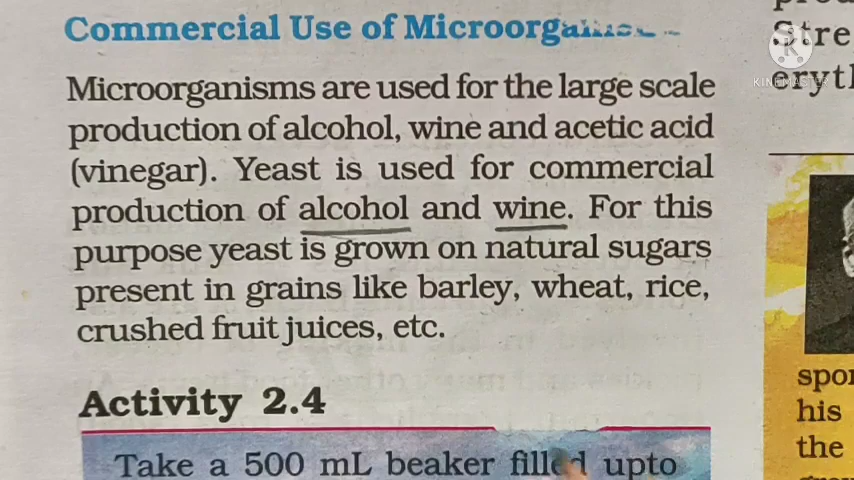 Commercial Use of
Microorganisms are used for the large scale
production of alcohol, wine and acetic acid
(vinegar). Yeast is used for commercial
production of alcohol and wine. For this
purpose yeast is grown on natural sugars
present in grains like barley, wheat, rice,
crushed fruit juices, etc.
Activity 2.4
Take a 500 mL beaker filled upto
KINEMASTER
his
the